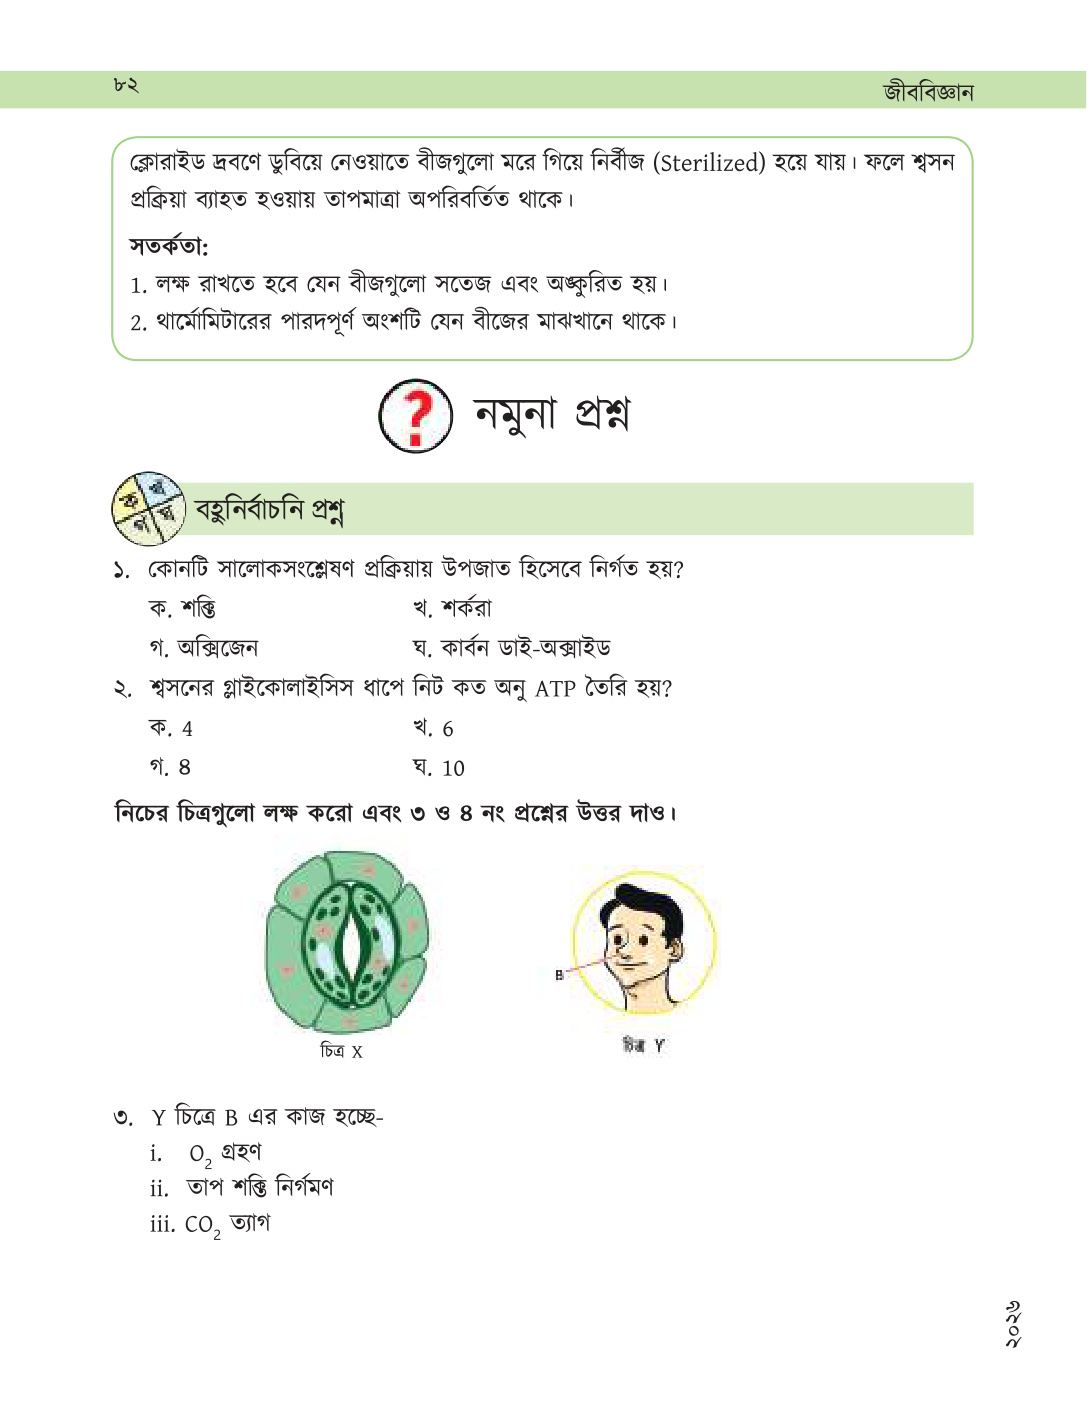 ৮২
জীববিজ্ঞান
ক্লোরাইড দ্রবণে ডুবিয়ে নেওয়াতে বীজগুলো মরে গিয়ে নির্বীজ (Sterilized) হয়ে যায়। ফলে শ্বসন
প্রক্রিয়া ব্যাহত হওয়ায় তাপমাত্রা অপরিবর্তিত থাকে।
সতর্কতা:
1. লক্ষ রাখতে হবে যেন বীজগুলো সতেজ এবং অঙ্কুরিত হয়।
2. থার্মোমিটারের পারদপূর্ণ অংশটি যেন বীজের মাঝখানে থাকে।
? নমুনা প্রশ্ন
ক খ
গ ঘ
বহুনির্বাচনি প্রশ্ন
১. কোনটি সালোকসংশ্লেষণ প্রক্রিয়ায় উপজাত হিসেবে নির্গত হয়?
ক. শক্তি খ. শর্করা
গ. অক্সিজেন ঘ. কার্বন ডাই-অক্সাইড
২. শ্বসনের গ্লাইকোলাইসিস ধাপে নিট কত অনু ATP তৈরি হয়?
ক. 4 খ. 6
গ. ৪ ঘ. 10
নিচের চিত্রগুলো লক্ষ করো এবং ৩ ও ৪ নং প্রশ্নের উত্তর দাও।
B
চিত্র X
চিত্র Y
৩. Y চিত্রে B এর কাজ হচ্ছে-
i. O₂ গ্রহণ
ii. তাপ শক্তি নির্গমণ
iii. CO₂ ত্যাগ
২০২৬